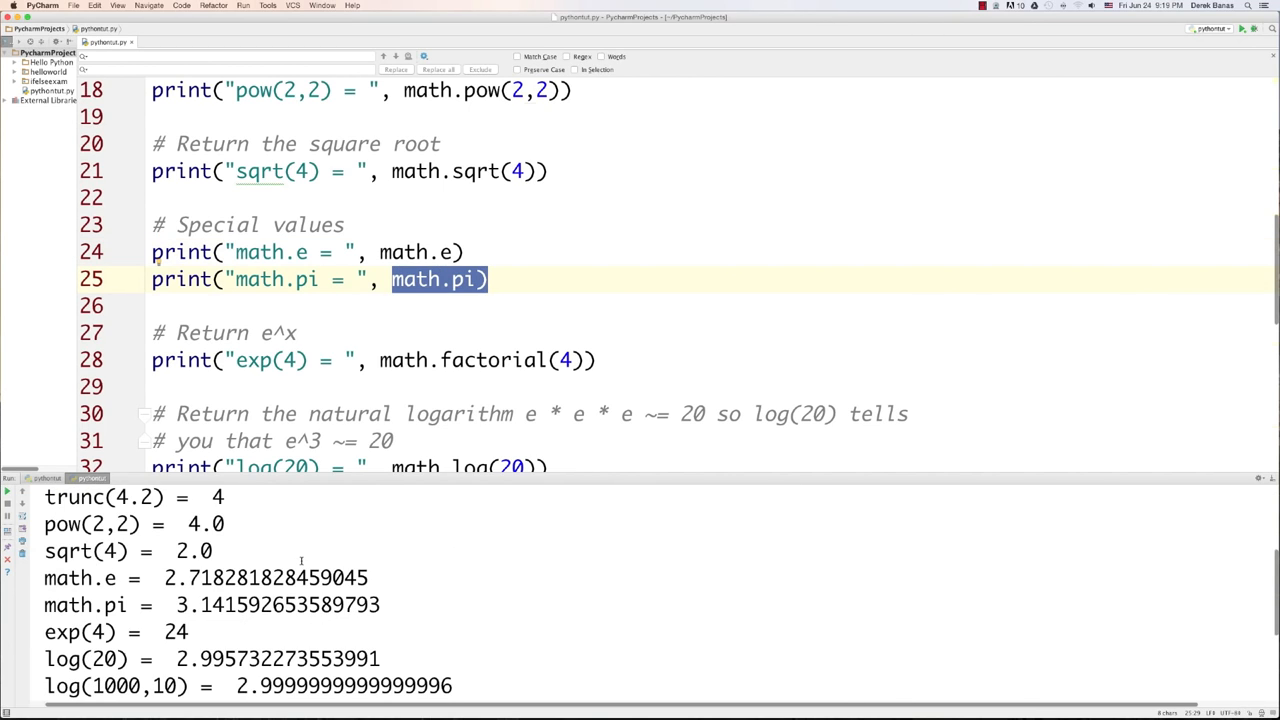 PyCharm File Edit View Navigate Code Refactor Run Tools VCS Window Help Fri Jun 24 9:19 PM Derek Banas
pythontut.py - PycharmProjects - [~/PycharmProjects]
PycharmProjects pythontut.py pythontut
pythontut.py
Match Case Regex Words
Replace Replace all Exclude Preserve Case In Selection
PycharmProject
Hello Python
helloworld
ifelseexam
pythontut.py
External Librarie
18 print("pow(2,2) = ", math.pow(2,2))
19
20 # Return the square root
21 print("sqrt(4) = ", math.sqrt(4))
22
23 # Special values
24 print("math.e = ", math.e)
25 print("math.pi = ", math.pi)
26
27 # Return e^x
28 print("exp(4) = ", math.factorial(4))
29
30 # Return the natural logarithm e * e * e ~= 20 so log(20) tells
31 # you that e^3 ~= 20
32 print("log(20) = ", math.log(20))
Run: pythontut pythontut
trunc(4.2) =  4
pow(2,2) =  4.0
sqrt(4) =  2.0
math.e =  2.718281828459045
math.pi =  3.141592653589793
exp(4) =  24
log(20) =  2.995732273553991
log(1000,10) =  2.9999999999999996
8 chars 25:29 LF‡ UTF-8‡